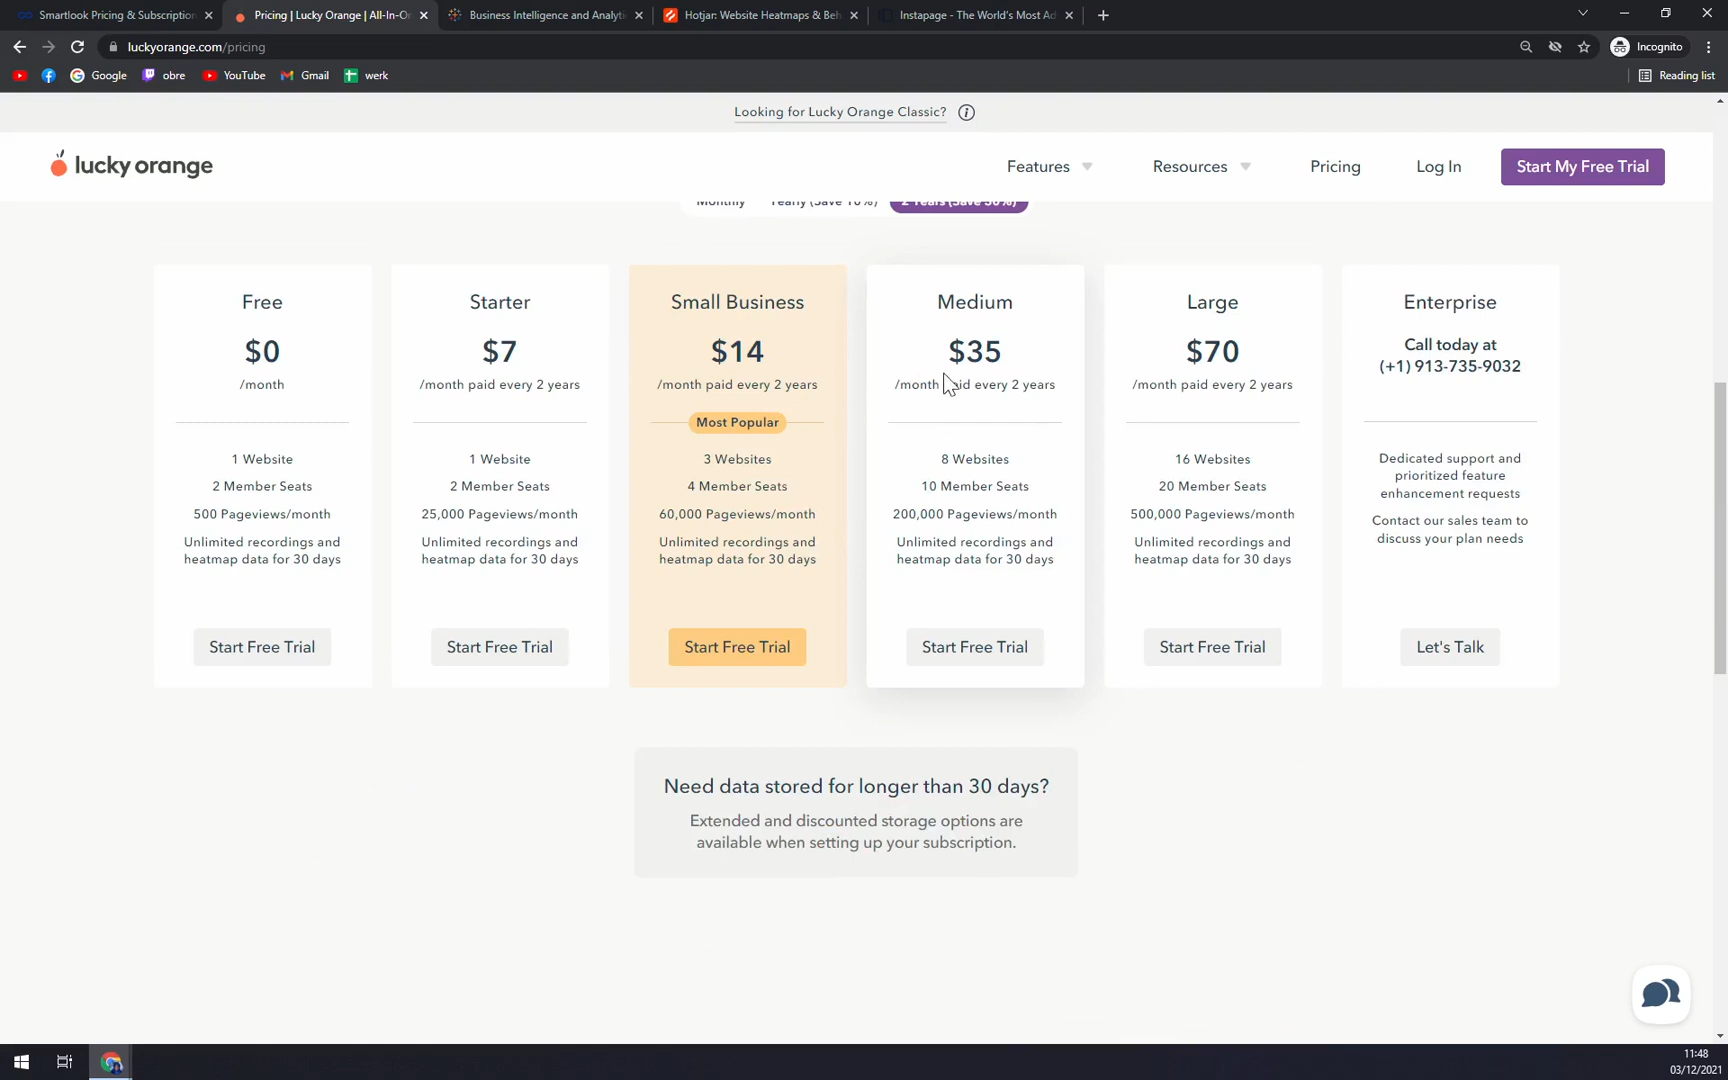 Smartlook Pricing & Subscription
Pricing | Lucky Orange | All-In-O
Business Intelligence and Analyti
Hotjar: Website Heatmaps & Beh
Instapage - The World's Most Ad
luckyorange.com/pricing
Incognito
Google
obre
YouTube
Gmail
werk
Reading list
Looking for Lucky Orange Classic?
lucky orange
Features
Resources
Pricing
Log In
Start My Free Trial
Monthly
Yearly (Save 10%)
2 Years (Save 30%)
Free
$0
/month
1 Website
2 Member Seats
500 Pageviews/month
Unlimited recordings and
heatmap data for 30 days
Start Free Trial
Starter
$7
/month paid every 2 years
1 Website
2 Member Seats
25,000 Pageviews/month
Unlimited recordings and
heatmap data for 30 days
Start Free Trial
Small Business
$14
/month paid every 2 years
Most Popular
3 Websites
4 Member Seats
60,000 Pageviews/month
Unlimited recordings and
heatmap data for 30 days
Start Free Trial
Medium
$35
/month paid every 2 years
8 Websites
10 Member Seats
200,000 Pageviews/month
Unlimited recordings and
heatmap data for 30 days
Start Free Trial
Large
$70
/month paid every 2 years
16 Websites
20 Member Seats
500,000 Pageviews/month
Unlimited recordings and
heatmap data for 30 days
Start Free Trial
Enterprise
Call today at
(+1) 913-735-9032
Dedicated support and
prioritized feature
enhancement requests
Contact our sales team to
discuss your plan needs
Let's Talk
Need data stored for longer than 30 days?
Extended and discounted storage options are
available when setting up your subscription.
11:48
03/12/2021